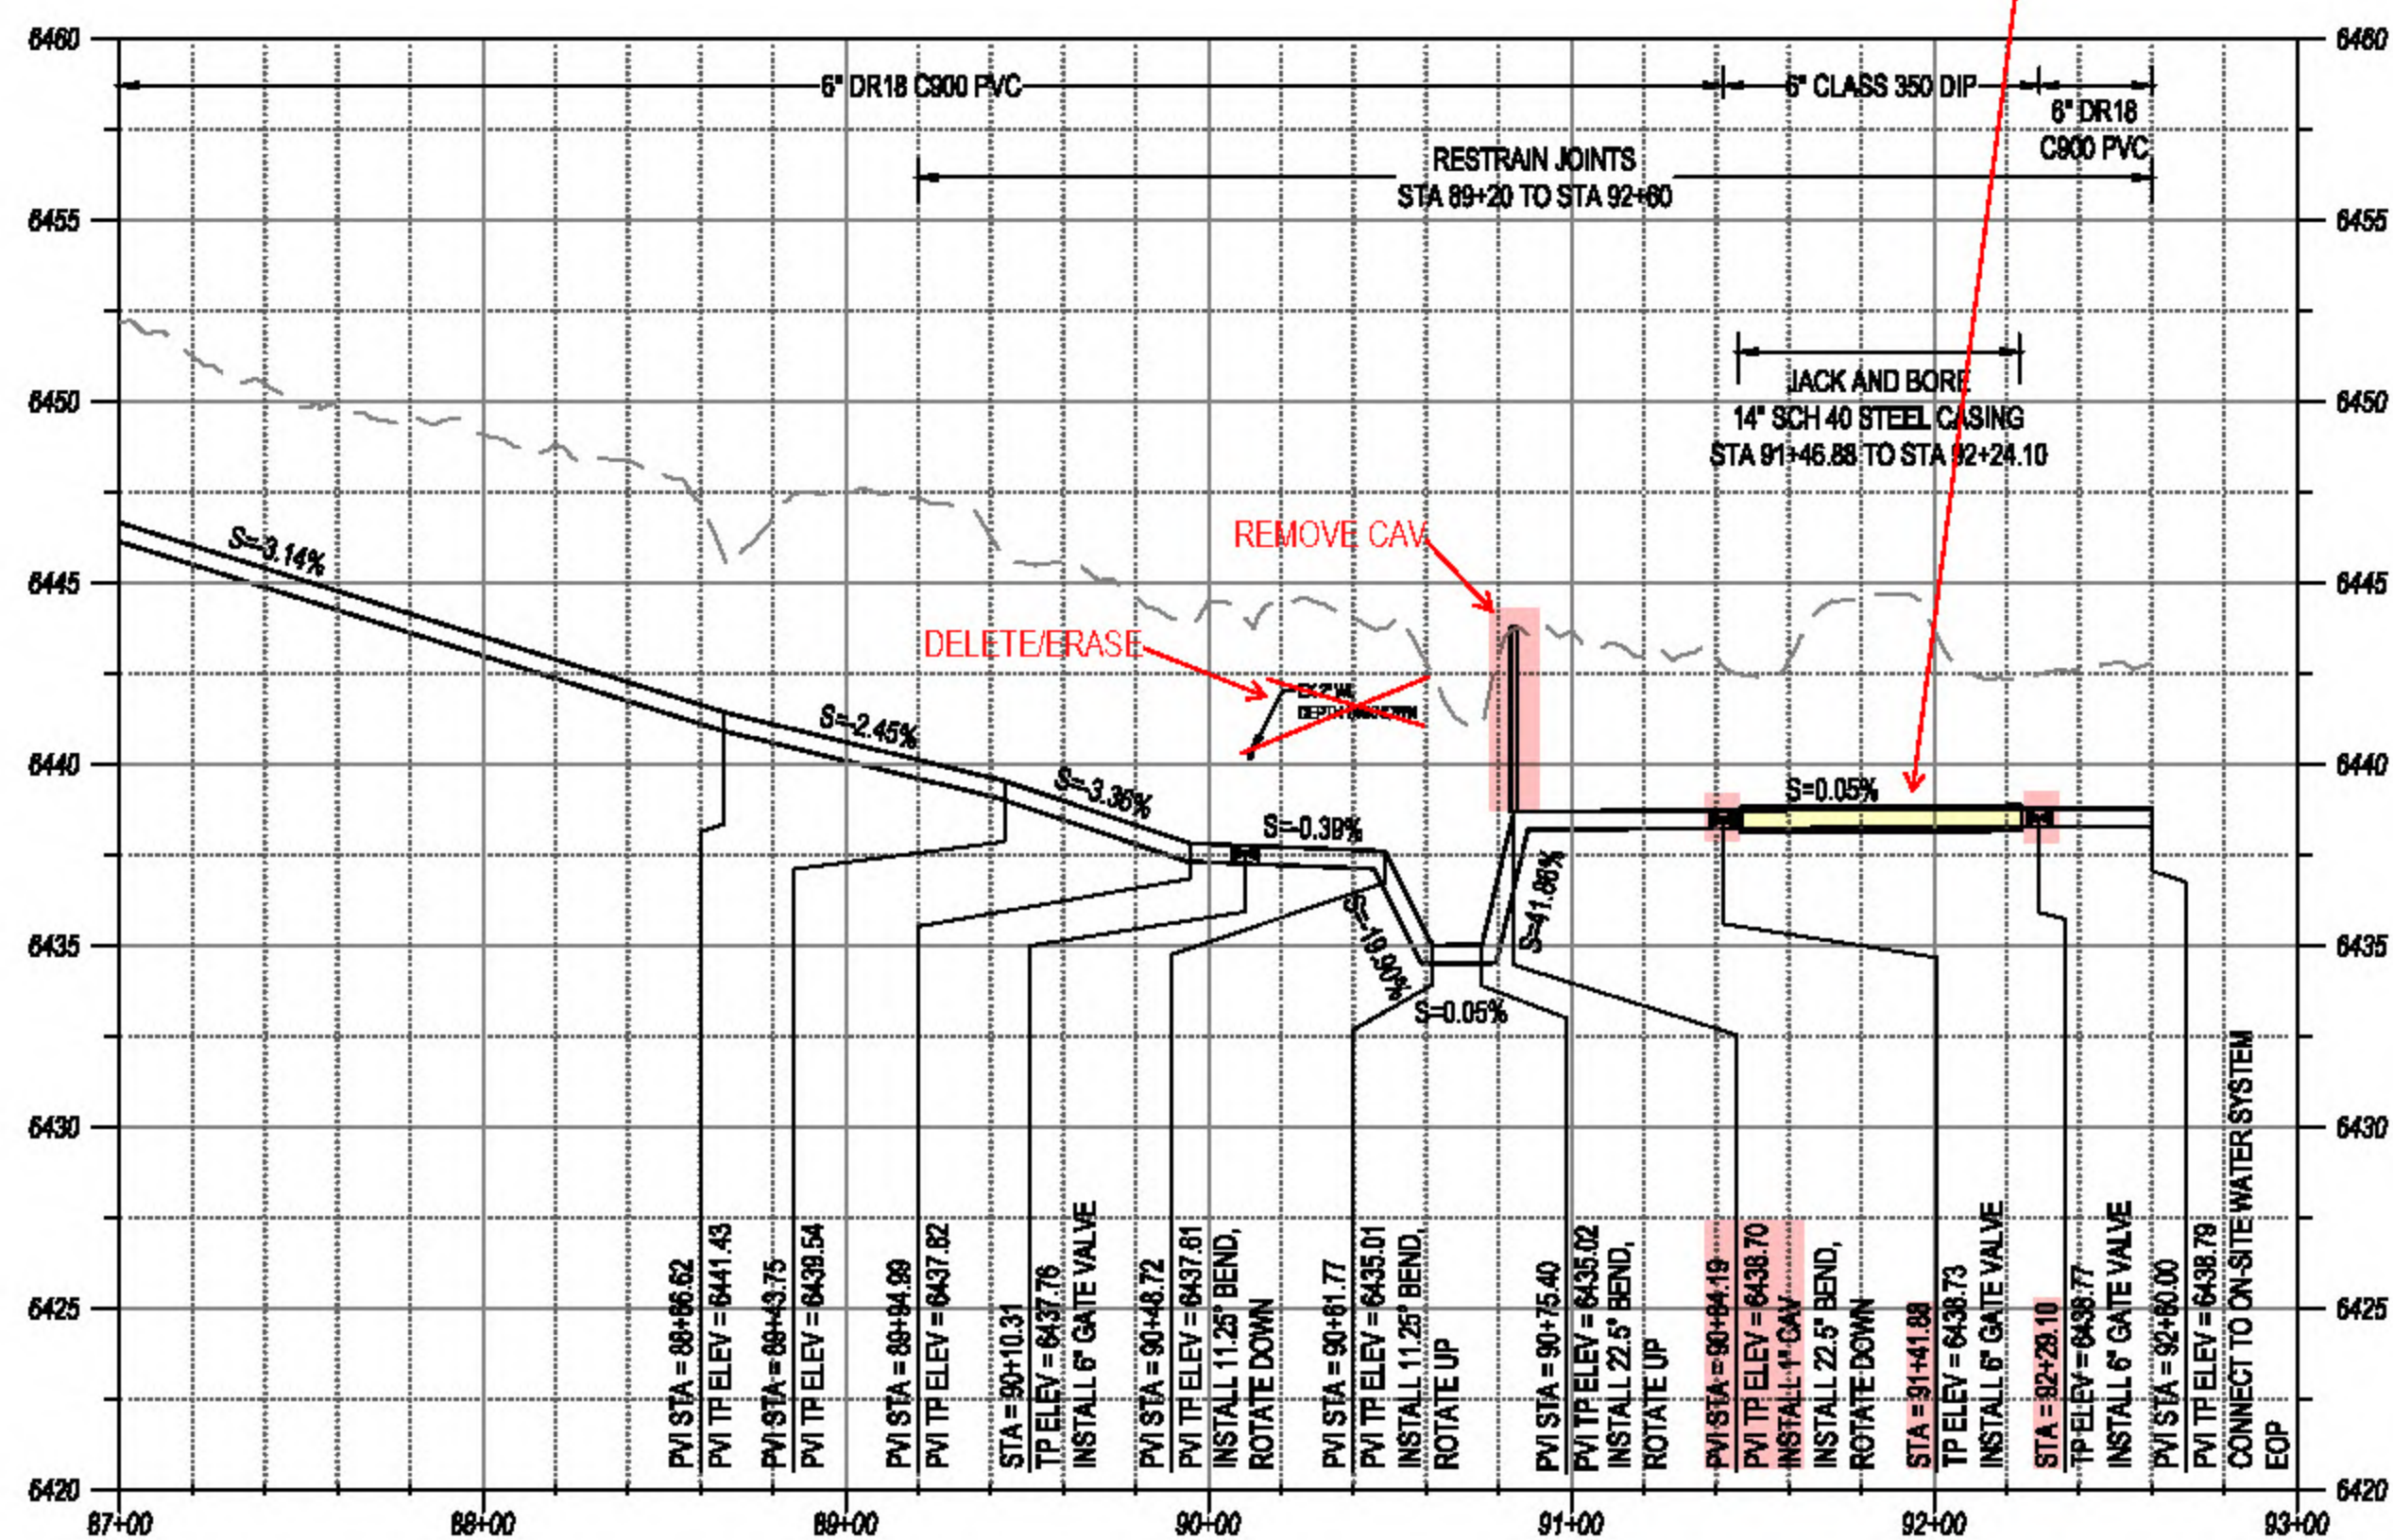 6460
6455
6450
6445
6440
6435
6430
6425
6420
6" DR18 C900 PVC
6" CLASS 350 DIP
6" DR18
C900 PVC
RESTRAIN JOINTS
STA 89+20 TO STA 92+60
JACK AND BORE
14" SCH 40 STEEL CASING
STA 91+46.88 TO STA 92+24.10
REMOVE CAV
DELETE/ERASE
S=-3.14%
S=-2.45%
S=-3.36%
S=-0.39%
S=-19.90%
S=0.05%
S=41.86%
S=0.05%
PVI STA = 88+66.62
PVI TP ELEV = 6441.43
PVI STA = 89+43.75
PVI TP ELEV = 6439.54
PVI STA = 89+94.99
PVI TP ELEV = 6437.82
STA = 90+10.31
TP ELEV = 6437.76
INSTALL 6" GATE VALVE
PVI STA = 90+48.72
PVI TP ELEV = 6437.61
INSTALL 11.25° BEND,
ROTATE DOWN
PVI STA = 90+61.77
PVI TP ELEV = 6435.01
INSTALL 11.25° BEND,
ROTATE UP
PVI STA = 90+75.40
PVI TP ELEV = 6435.02
INSTALL 22.5° BEND,
ROTATE UP
PVI STA = 90+84.19
PVI TP ELEV = 6438.70
INSTALL 1" CAV
INSTALL 22.5° BEND,
ROTATE DOWN
STA = 91+41.88
TP ELEV = 6438.73
INSTALL 6" GATE VALVE
STA = 92+29.10
TP ELEV = 6438.77
INSTALL 6" GATE VALVE
PVI STA = 92+60.00
PVI TP ELEV = 6438.79
CONNECT TO ON-SITE WATER SYSTEM
EOP
6460
6455
6450
6445
6440
6435
6430
6425
6420
87+00
88+00
89+00
90+00
91+00
92+00
93+00